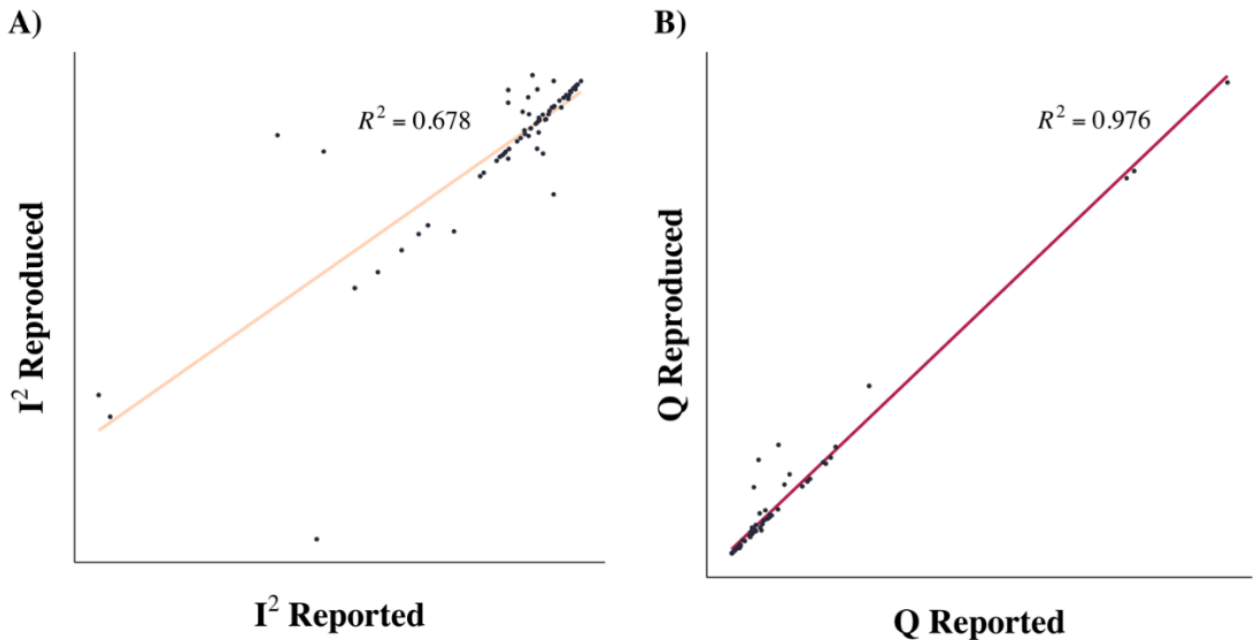 A)
R² = 0.678
I² Reproduced
I² Reported
B)
R² = 0.976
Q Reproduced
Q Reported